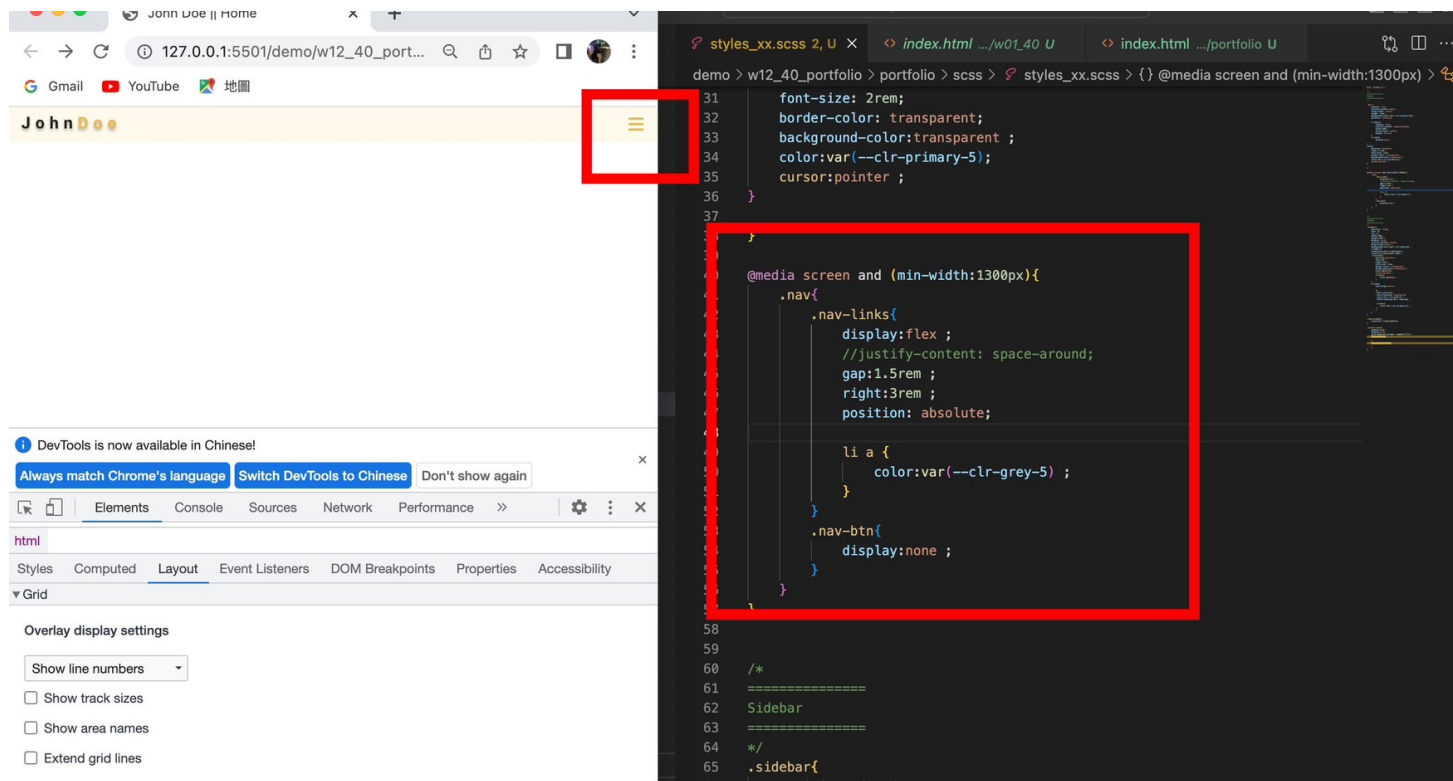 John Doe || Home
127.0.0.1:5501/demo/w12_40_port...
Gmail YouTube 地圖
JohnDoe
DevTools is now available in Chinese!
Always match Chrome's language Switch DevTools to Chinese Don't show again
Elements Console Sources Network Performance
html
Styles Computed Layout Event Listeners DOM Breakpoints Properties Accessibility
Grid
Overlay display settings
Show line numbers
Show track sizes
Show area names
Extend grid lines
styles_xx.scss 2, U index.html .../w01_40 U index.html .../portfolio U
demo > w12_40_portfolio > portfolio > scss > styles_xx.scss > {} @media screen and (min-width:1300px) >
31 font-size: 2rem;
32 border-color: transparent;
33 background-color:transparent ;
34 color:var(--clr-primary-5);
35 cursor:pointer ;
36 }
37
}
@media screen and (min-width:1300px){
.nav{
.nav-links{
display:flex ;
//justify-content: space-around;
gap:1.5rem ;
right:3rem ;
position: absolute;
li a {
color:var(--clr-grey-5) ;
}
}
.nav-btn{
display:none ;
}
}
}
58
59
60 /*
61 ===============
62 Sidebar
63 ===============
64 */
65 .sidebar{